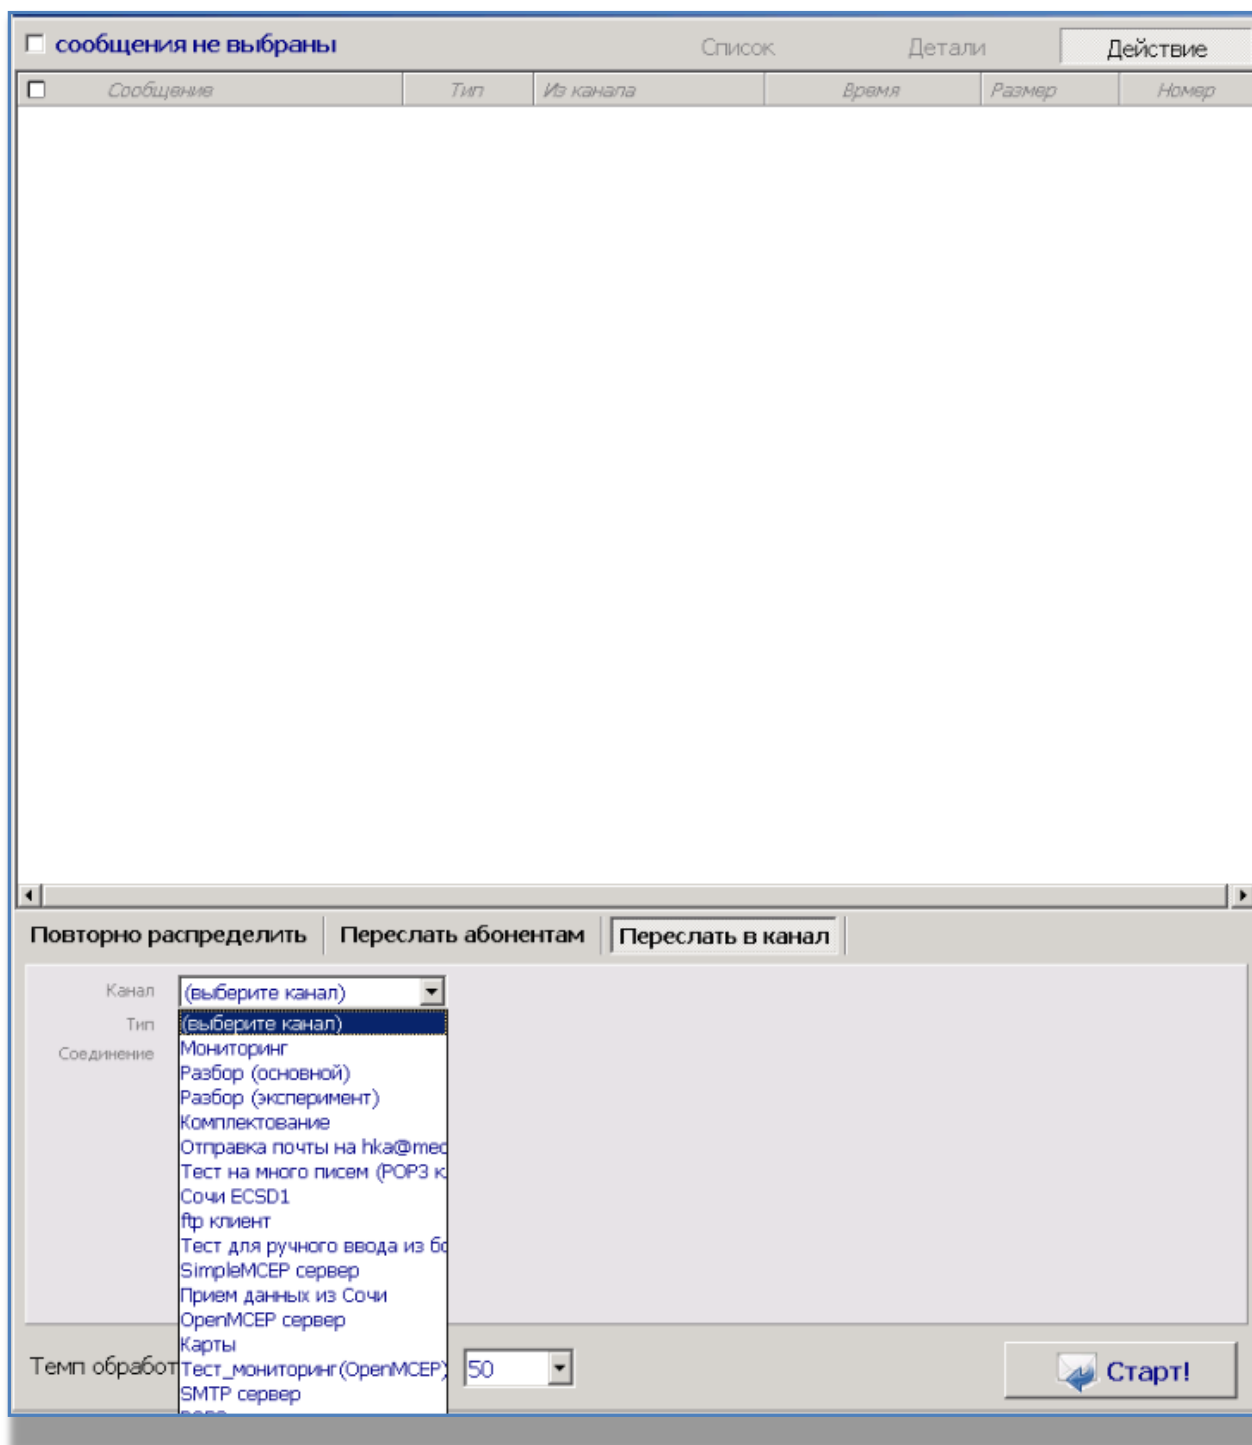 сообщения не выбраны Список Детали Действие
Сообщение Тип Из канала Время Размер Номер
Повторно распределить Переслать абонентам Переслать в канал
Канал (выберите канал)
Тип (выберите канал)
Соединение Мониторинг
Разбор (основной)
Разбор (эксперимент)
Комплектование
Отправка почты на hka@mec
Тест на много писем (POP3 к
Сочи ECSD1
ftp клиент
Тест для ручного ввода из бо
SimpleMCEP сервер
Прием данных из Сочи
OpenMCEP сервер
Карты
Темп обработ Тест_мониторинг(OpenMCEP) 50 Старт!
SMTP сервер